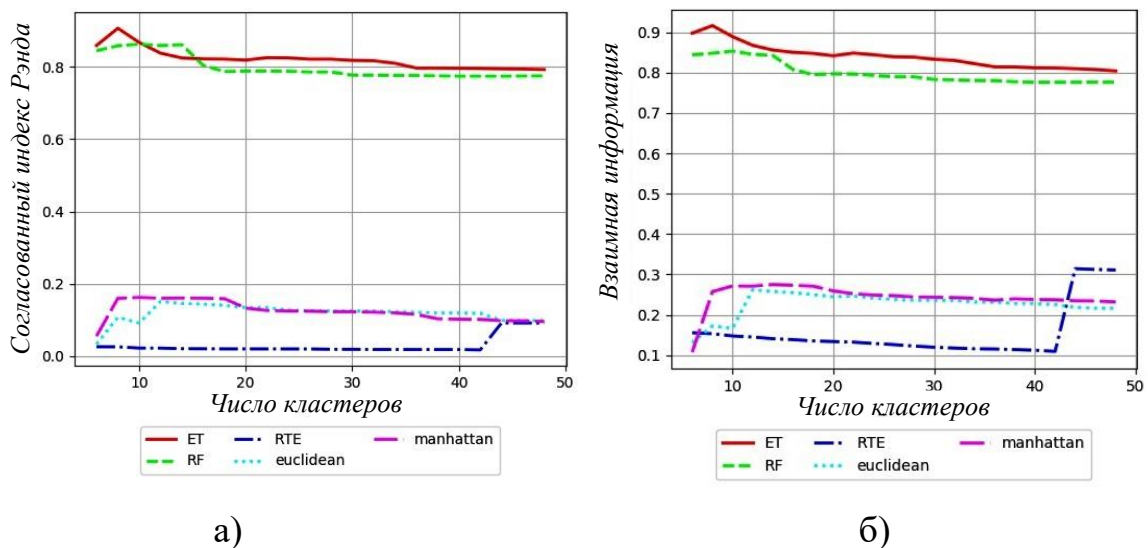 Согласованный индекс Рэнда
0.8
0.6
0.4
0.2
0.0
10
20
30
40
50
Число кластеров
ET
RF
RTE
euclidean
manhattan
а)
Взаимная информация
0.9
0.8
0.7
0.6
0.5
0.4
0.3
0.2
0.1
10
20
30
40
50
Число кластеров
ET
RF
RTE
euclidean
manhattan
б)